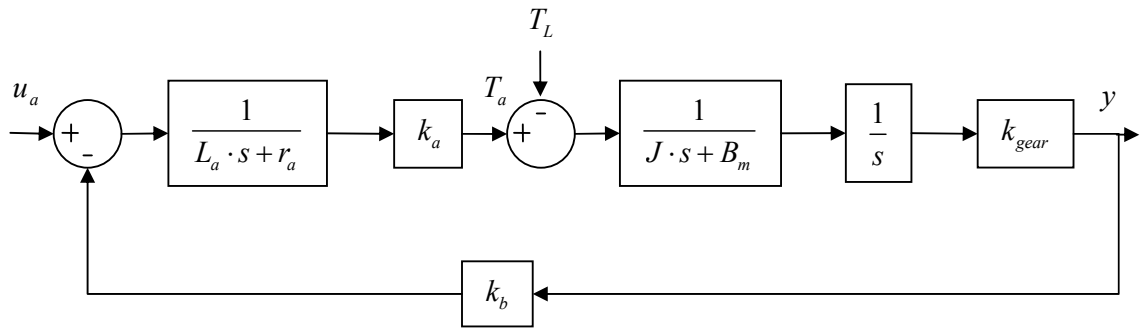 T_L
u_a
+
-
1
L_a · s + r_a
k_a
T_a
+
-
1
J · s + B_m
1
s
k_gear
y
k_b